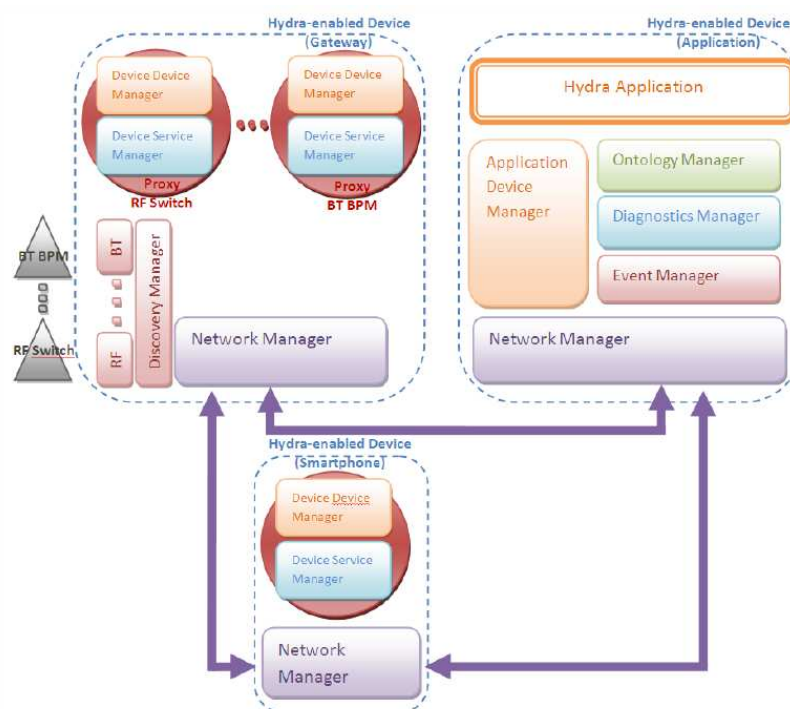 Hydra-enabled Device
(Gateway)
Device Device
Manager
Device Service
Manager
Proxy
RF Switch
Device Device
Manager
Device Service
Manager
Proxy
BT BPM
BT BPM
RF Switch
BT
RF
Discovery Manager
Network Manager
Hydra-enabled Device
(Application)
Hydra Application
Application
Device
Manager
Ontology Manager
Diagnostics Manager
Event Manager
Network Manager
Hydra-enabled Device
(Smartphone)
Device Device
Manager
Device Service
Manager
Network
Manager